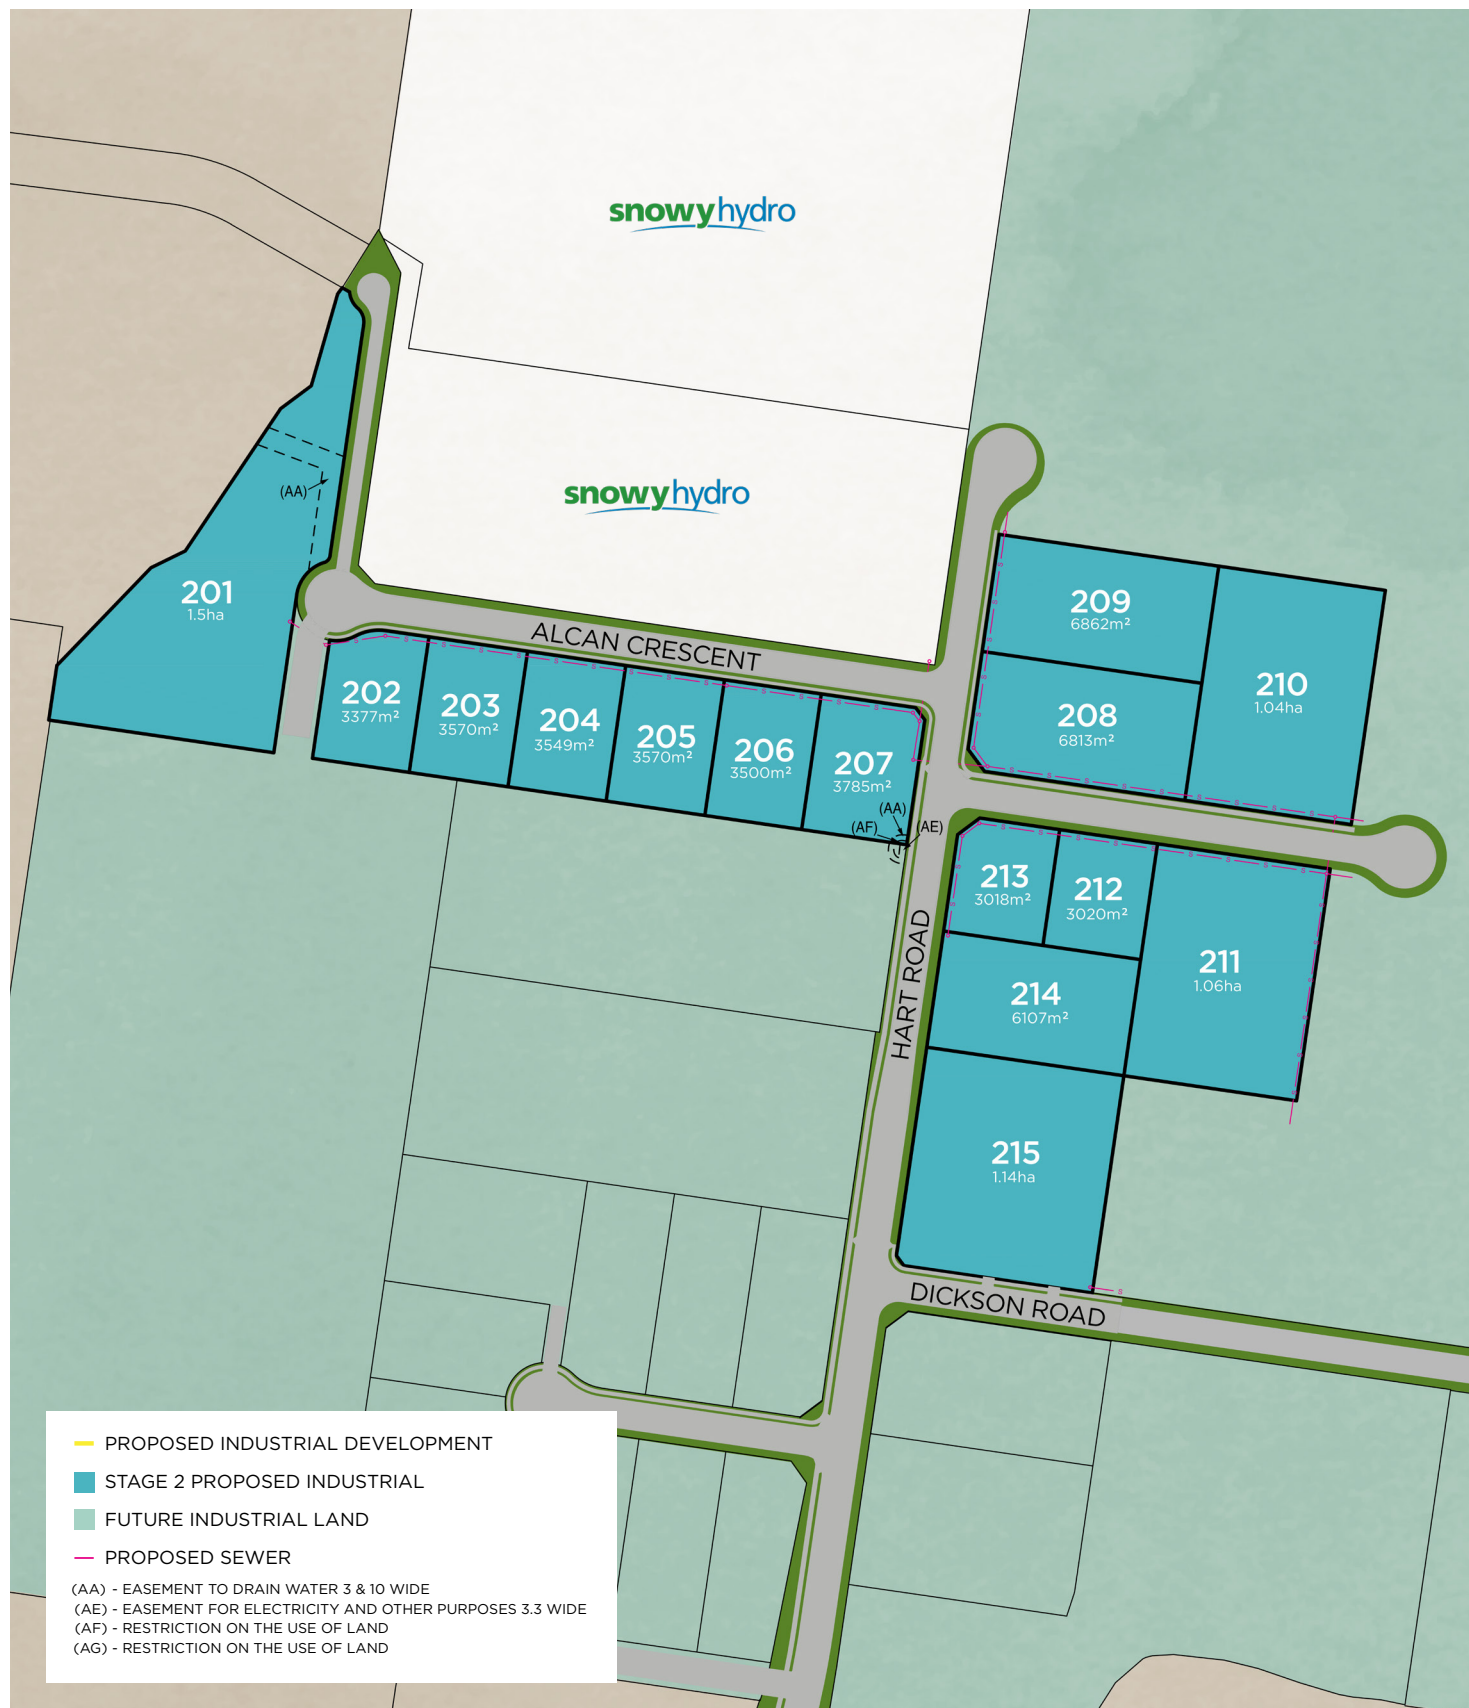 snowyhydro
snowyhydro
(AA)
201
1.5ha
ALCAN CRESCENT
202
3377m²
203
3570m²
204
3549m²
205
3570m²
206
3500m²
207
3785m²
(AA)
(AF)
(AE)
209
6862m²
208
6813m²
210
1.04ha
213
3018m²
212
3020m²
211
1.06ha
214
6107m²
HART ROAD
215
1.14ha
DICKSON ROAD
PROPOSED INDUSTRIAL DEVELOPMENT
STAGE 2 PROPOSED INDUSTRIAL
FUTURE INDUSTRIAL LAND
PROPOSED SEWER
(AA) - EASEMENT TO DRAIN WATER 3 & 10 WIDE
(AE) - EASEMENT FOR ELECTRICITY AND OTHER PURPOSES 3.3 WIDE
(AF) - RESTRICTION ON THE USE OF LAND
(AG) - RESTRICTION ON THE USE OF LAND